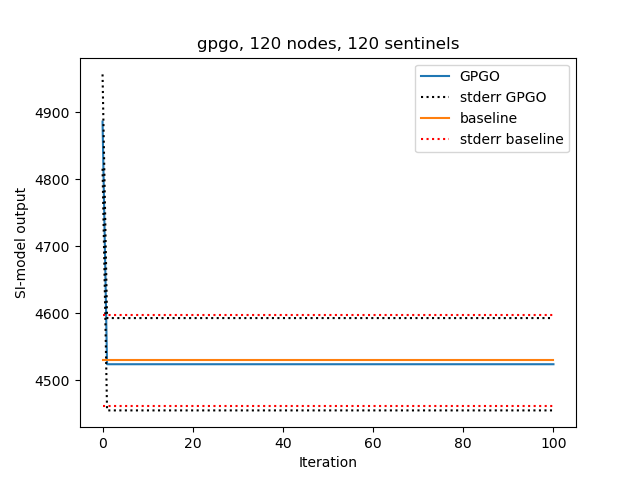 gpgo, 120 nodes, 120 sentinels
GPGO
stderr GPGO
baseline
stderr baseline
SI-model output
4900
4800
4700
4600
4500
0 20 40 60 80 100
Iteration